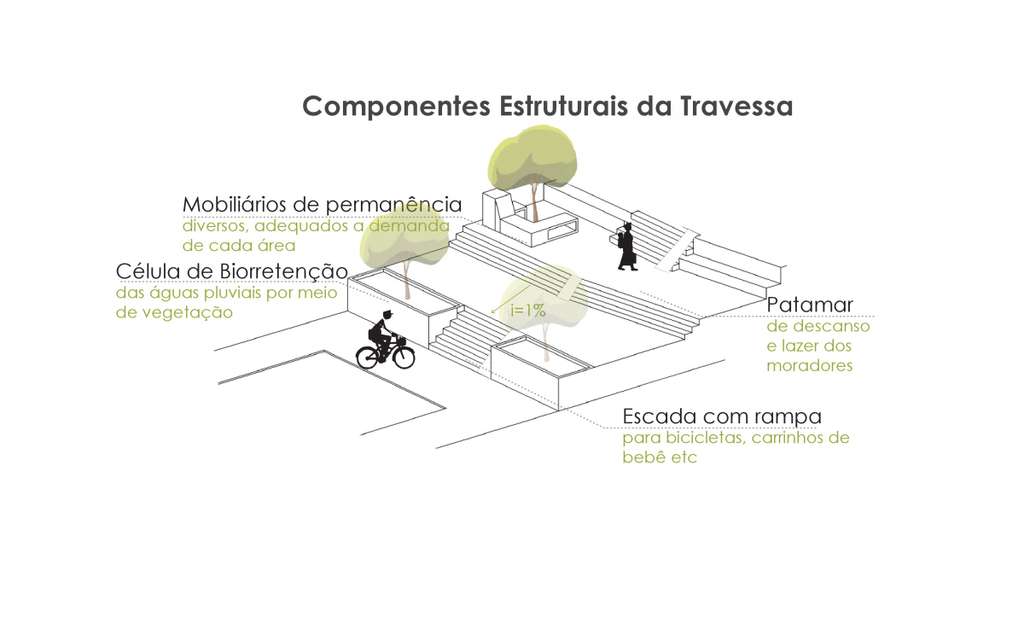 Componentes Estruturais da Travessa
Mobiliários de permanência
diversos, adequados a demanda
de cada área
Célula de Biorretenção
das águas pluviais por meio
de vegetação
i=1%
Patamar
de descanso
e lazer dos
moradores
Escada com rampa
para bicicletas, carrinhos de
bebê etc